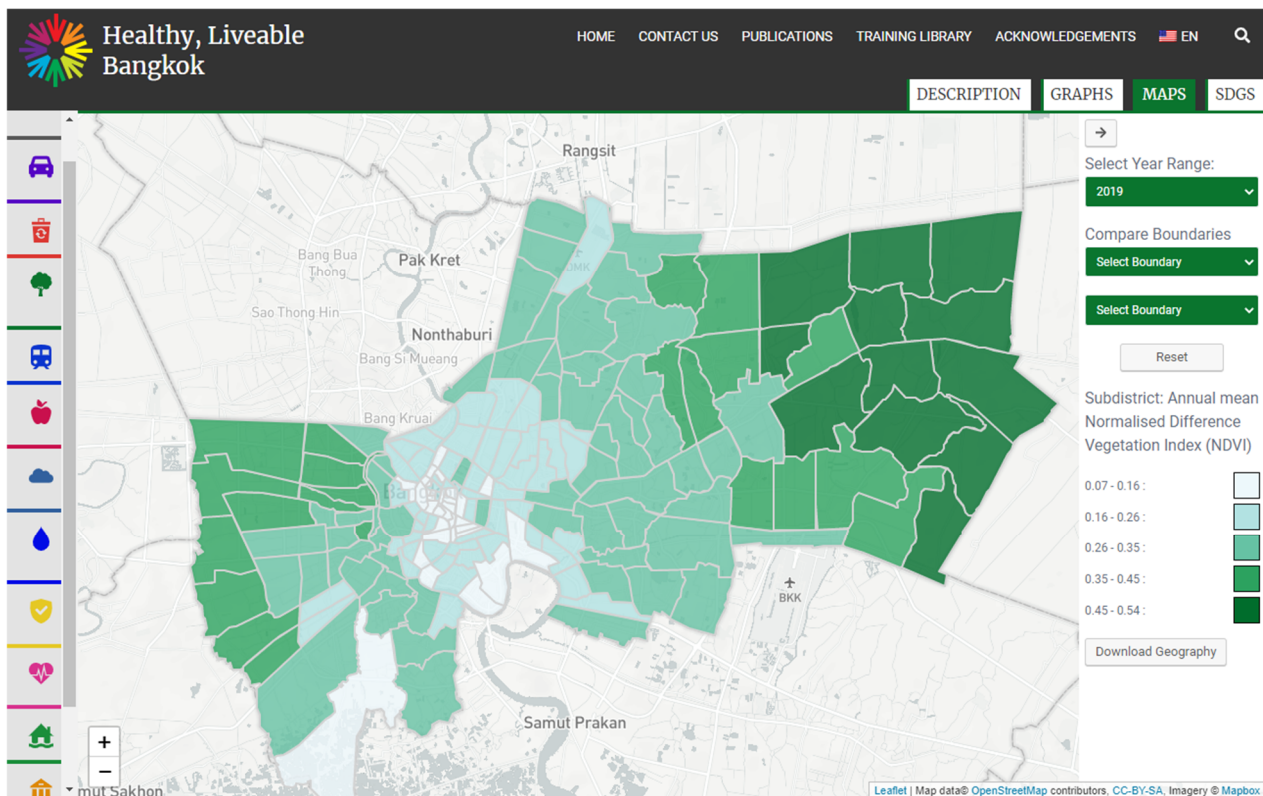 Healthy, Liveable
Bangkok
HOME CONTACT US PUBLICATIONS TRAINING LIBRARY ACKNOWLEDGEMENTS EN
DESCRIPTION GRAPHS MAPS SDGS
Rangsit
Bang Bua
Thong
Pak Kret
DMK
Sao Thong Hin
Nonthaburi
Bang Si Mueang
Bang Kruai
Bangkok
BKK
Samut Prakan
mut Sakhon
+
−
→
Select Year Range:
2019
Compare Boundaries
Select Boundary
Select Boundary
Reset
Subdistrict: Annual mean
Normalised Difference
Vegetation Index (NDVI)
0.07 - 0.16 :
0.16 - 0.26 :
0.26 - 0.35 :
0.35 - 0.45 :
0.45 - 0.54 :
Download Geography
Leaflet | Map data© OpenStreetMap contributors, CC-BY-SA, Imagery © Mapbox